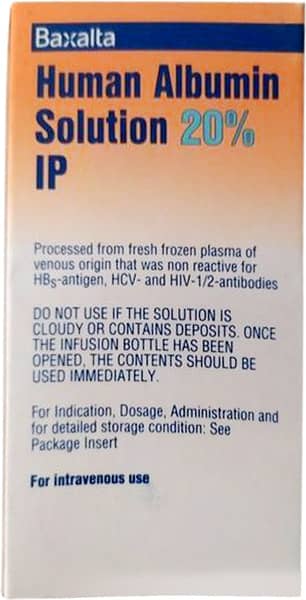 Baxalta
Human Albumin
Solution 20%
IP
Processed from fresh frozen plasma of
venous origin that was non reactive for
HBs-antigen, HCV- and HIV-1/2-antibodies
DO NOT USE IF THE SOLUTION IS
CLOUDY OR CONTAINS DEPOSITS. ONCE
THE INFUSION BOTTLE HAS BEEN
OPENED, THE CONTENTS SHOULD BE
USED IMMEDIATELY.
For Indication, Dosage, Administration and
for detailed storage condition: See
Package Insert
For intravenous use